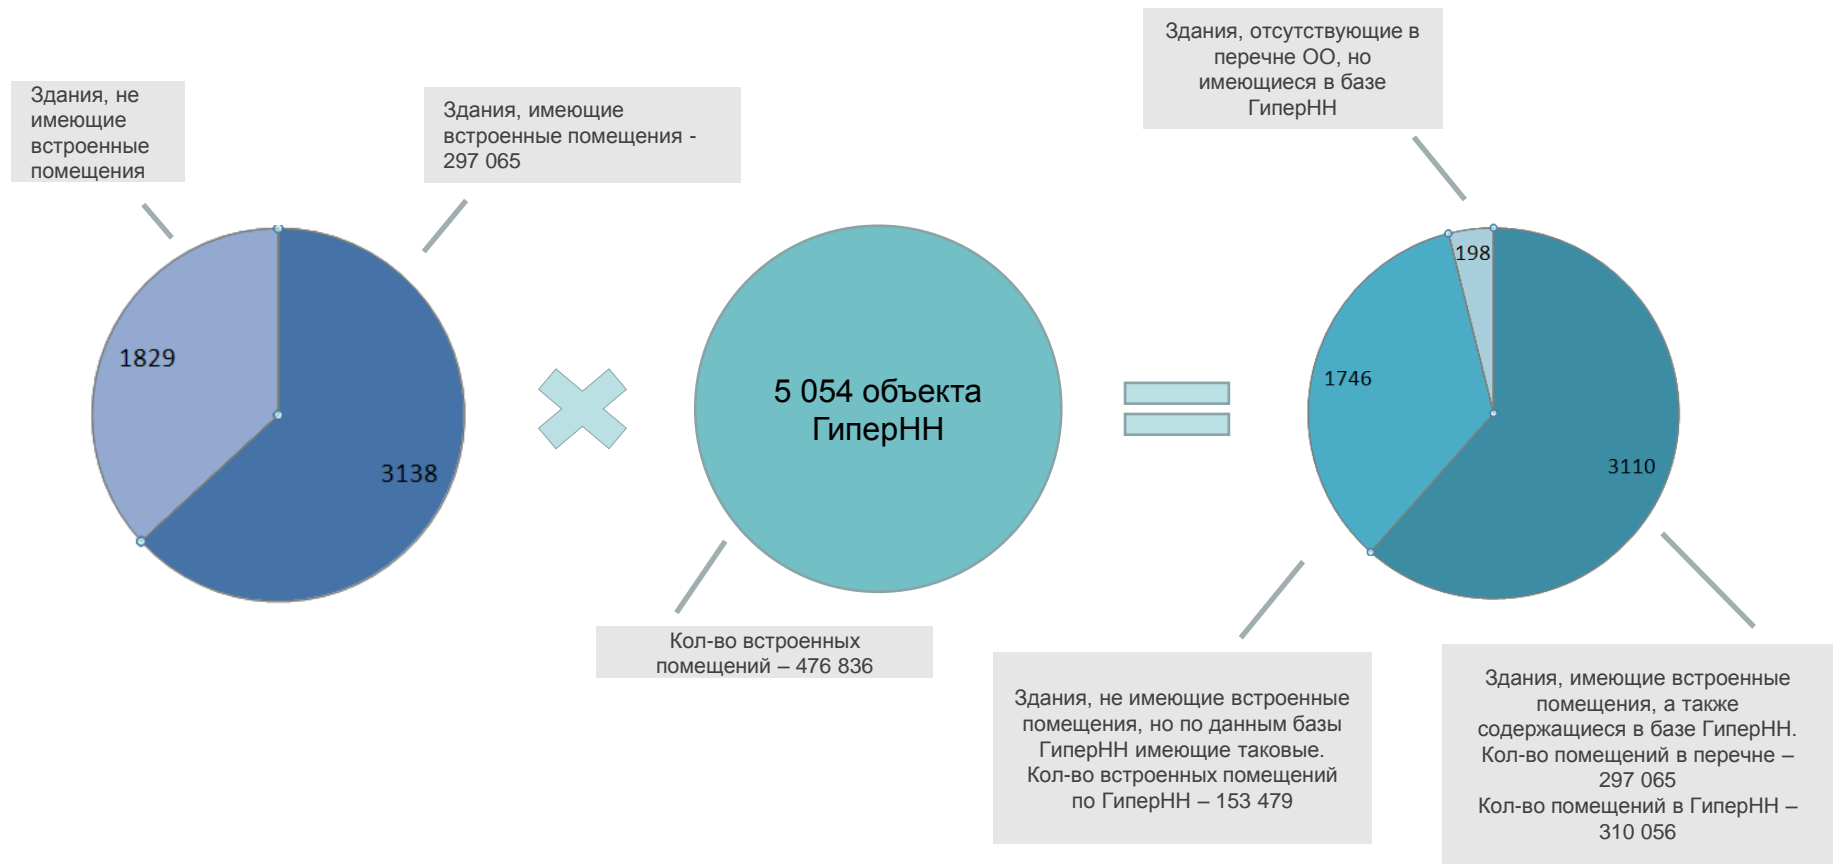 Здания, не
имеющие
встроенные
помещения
Здания, имеющие
встроенные помещения -
297 065
1829
3138
5 054 объекта
ГиперНН
Кол-во встроенных
помещений – 476 836
Здания, отсутствующие в
перечне ОО, но
имеющиеся в базе
ГиперНН
198
1746
3110
Здания, не имеющие встроенные
помещения, но по данным базы
ГиперНН имеющие таковые.
Кол-во встроенных помещений
по ГиперНН – 153 479
Здания, имеющие встроенные
помещения, а также
содержащиеся в базе ГиперНН.
Кол-во помещений в перечне –
297 065
Кол-во помещений в ГиперНН –
310 056